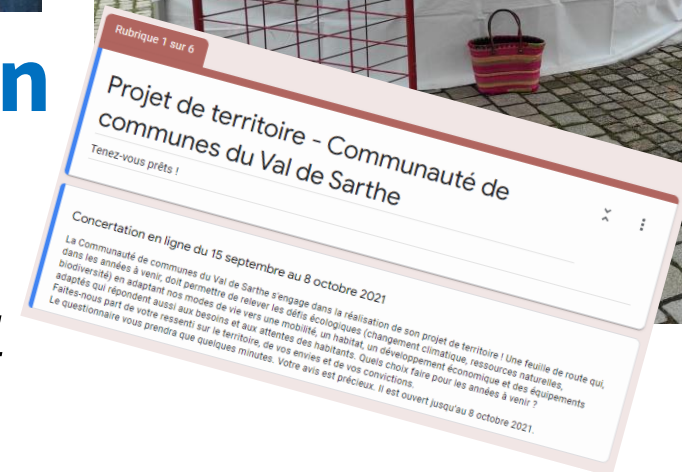 n
Rubrique 1 sur 6
Projet de territoire - Communauté de
communes du Val de Sarthe
Tenez-vous prêts !
Concertation en ligne du 15 septembre au 8 octobre 2021
La Communauté de communes du Val de Sarthe s'engage dans la réalisation de son projet de territoire ! Une feuille de route qui,
dans les années à venir, doit permettre de relever les défis écologiques (changement climatique, ressources naturelles,
biodiversité) en adaptant nos modes de vie vers une mobilité, un habitat, un développement économique et des équipements
adaptés qui répondent aussi aux besoins et aux attentes des habitants. Quels choix faire pour les années à venir ?
Faites-nous part de votre ressenti sur le territoire, de vos envies et de vos convictions.
Le questionnaire vous prendra que quelques minutes. Votre avis est précieux. Il est ouvert jusqu'au 8 octobre 2021.